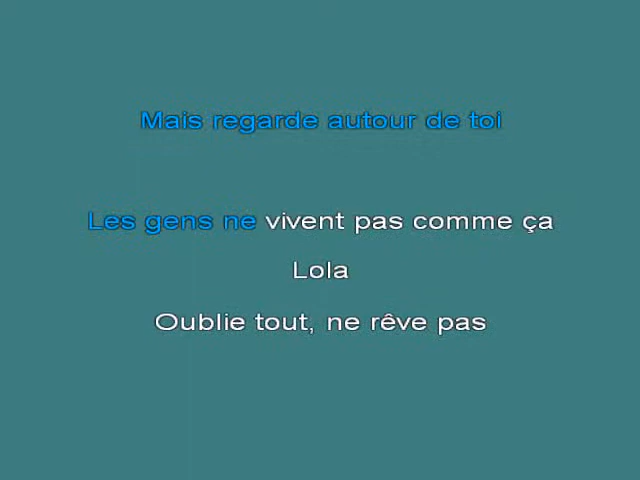 Mais regarde autour de toi
Les gens ne vivent pas comme ça
Lola
Oublie tout, ne rêve pas